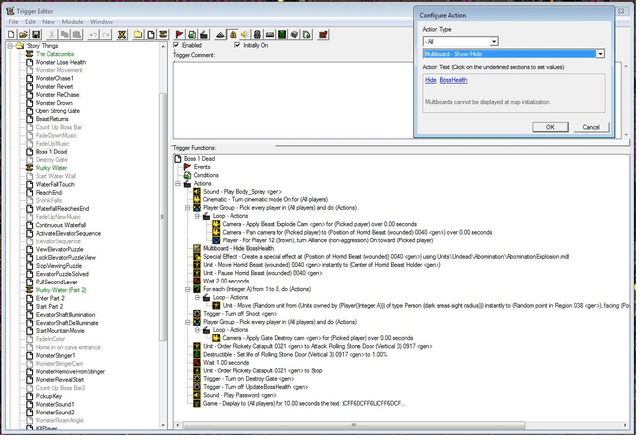 Trigger Editor
File Edit New Module Window
'Story' Things
The Catacombs
Monster Lose Health
Monster Movement
MonsterChase1
Monster Revert
Monster ReChase
Monster Drown
Open Strong Gate
BeastReturns
Count Up Boss Bar
FadeDownMusic
FadeUpMusic
Boss 1 Dead
Destroy Gate
Murky Water
Start Water Wall
WaterFallTouch
ReachEnd
ShrinkFalls
WaterfallReachesEnd
FadeUpNewMusic
Continuous Waterfall
ActivateElevatorSequence
ElevatorSequence
ViewElevatorPuzzle
LockElevatorPuzzleView
StopViewingPuzzle
ElevatorPuzzleSolved
PullSecondLever
Murky Water (Part 2)
Enter Part 2
Start Part 2
ElevatorShaftIllumination
ElevatorShaftDeIlluminate
StartMountainMovie
FadeInColor
Home in on cave entrance
MonsterStinger1
MonsterStingerCam
MonsterRemoveFromStinger
MonsterRevealStart
Count Up Boss Bar2
PickupKey
MonsterSound1
MonsterSound2
MonsterRoamAngle
KillPlayer
Enabled Initially On
Trigger Comment:
Trigger Functions:
Boss 1 Dead
Events
Conditions
Actions
Sound - Play Body_Spray <gen>
Cinematic - Turn cinematic mode On for (All players)
Player Group - Pick every player in (All players) and do (Actions)
Loop - Actions
Camera - Apply Beast Explode Cam <gen> for (Picked player) over 0.00 seconds
Camera - Pan camera for (Picked player) to (Position of Horrid Beast (wounded) 0040 <gen>) over 0.00 seconds
Player - For Player 12 (Brown), turn Alliance (non-aggression) On toward (Picked player)
Multiboard - Hide BossHealth
Special Effect - Create a special effect at (Position of Horrid Beast (wounded) 0040 <gen>) using Units\Undead\Abomination\AbominationExplosion.mdl
Unit - Move Horrid Beast (wounded) 0040 <gen> instantly to (Center of Monster Holder <gen>)
Unit - Pause Horrid Beast (wounded) 0040 <gen>
Wait 2.00 seconds
For each (Integer A) from 1 to 8, do (Actions)
Loop - Actions
Unit - Move (Random unit from (Units owned by (Player((Integer A))) of type Person (dark areas sight radius))) instantly to (Random point in Region 038 <gen>), facing (Pos
Trigger - Turn off Shoot <gen>
Player Group - Pick every player in (All players) and do (Actions)
Loop - Actions
Camera - Apply Gate Destroy cam <gen> for (Picked player) over 0.00 seconds
Unit - Order Rickety Catapult 0321 <gen> to Attack Rolling Stone Door (Vertical 3) 0917 <gen>
Destructible - Set life of Rolling Stone Door (Vertical 3) 0917 <gen> to 1.00%
Wait 1.00 seconds
Unit - Order Rickety Catapult 0321 <gen> to Stop
Trigger - Turn on Destroy Gate <gen>
Trigger - Turn off UpdateBossHealth <gen>
Sound - Play Password <gen>
Game - Display to (All players) for 10.00 seconds the text:
Configure Action
Action Type
- All
Multiboard - Show/Hide
Action Text (Click on the underlined sections to set values)
Hide BossHealth
Multiboards cannot be displayed at map initialization.
OK Cancel